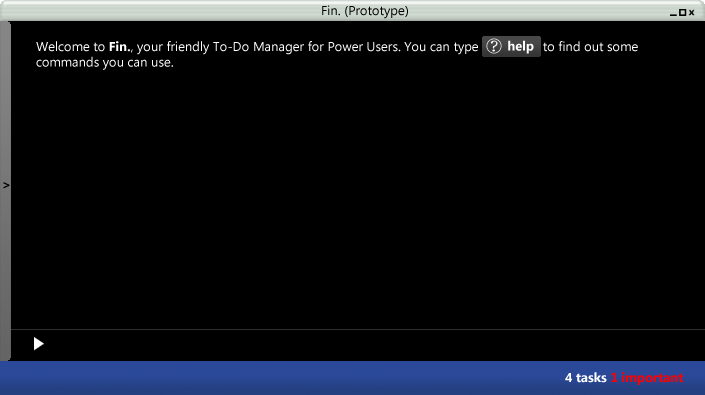 Fin. (Prototype)
Welcome to Fin., your friendly To-Do Manager for Power Users. You can type ? help to find out some
commands you can use.
>
4 tasks 1 important